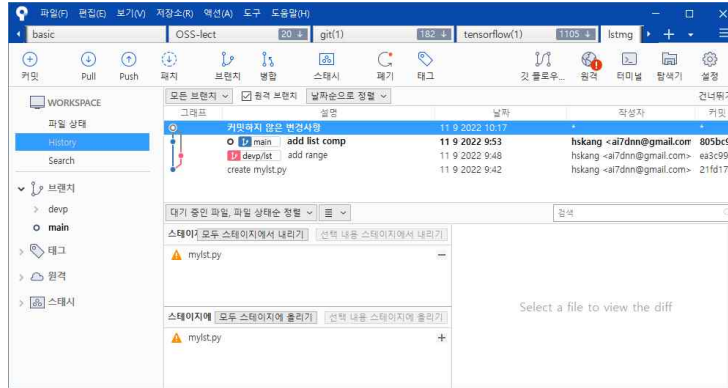 파일(F) 편집(E) 보기(V) 저장소(R) 액션(A) 도구 도움말(H)
basic OSS-lect 20 ↓ git(1) 182 ↓ tensorflow(1) 1105 ↓ lstmg
커밋 Pull Push 패치 브랜치 병합 스태시 폐기 태그 깃 플로우... 원격 터미널 탐색기 설정
모든 브랜치 원격 브랜치 날짜순으로 정렬 건너뛰기
그래프 설명 날짜 작성자 커밋
커밋하지 않은 변경사항 11 9 2022 10:17 * *
main add list comp 11 9 2022 9:53 hskang <ai7dnn@gmail.com 805bc9
devp/lst add range 11 9 2022 9:48 hskang <ai7dnn@gmail.com> ea3c99
create mylst.py 11 9 2022 9:42 hskang <ai7dnn@gmail.com> 21fd17
WORKSPACE
파일 상태
History
Search
브랜치
devp
main
태그
원격
스태시
대기 중인 파일, 파일 상태순 정렬 검색
스테이지 모두 스테이지에서 내리기 선택 내용 스테이지에서 내리기
mylst.py
스테이지에 모두 스테이지에 올리기 선택 내용 스테이지에 올리기
mylst.py
Select a file to view the diff